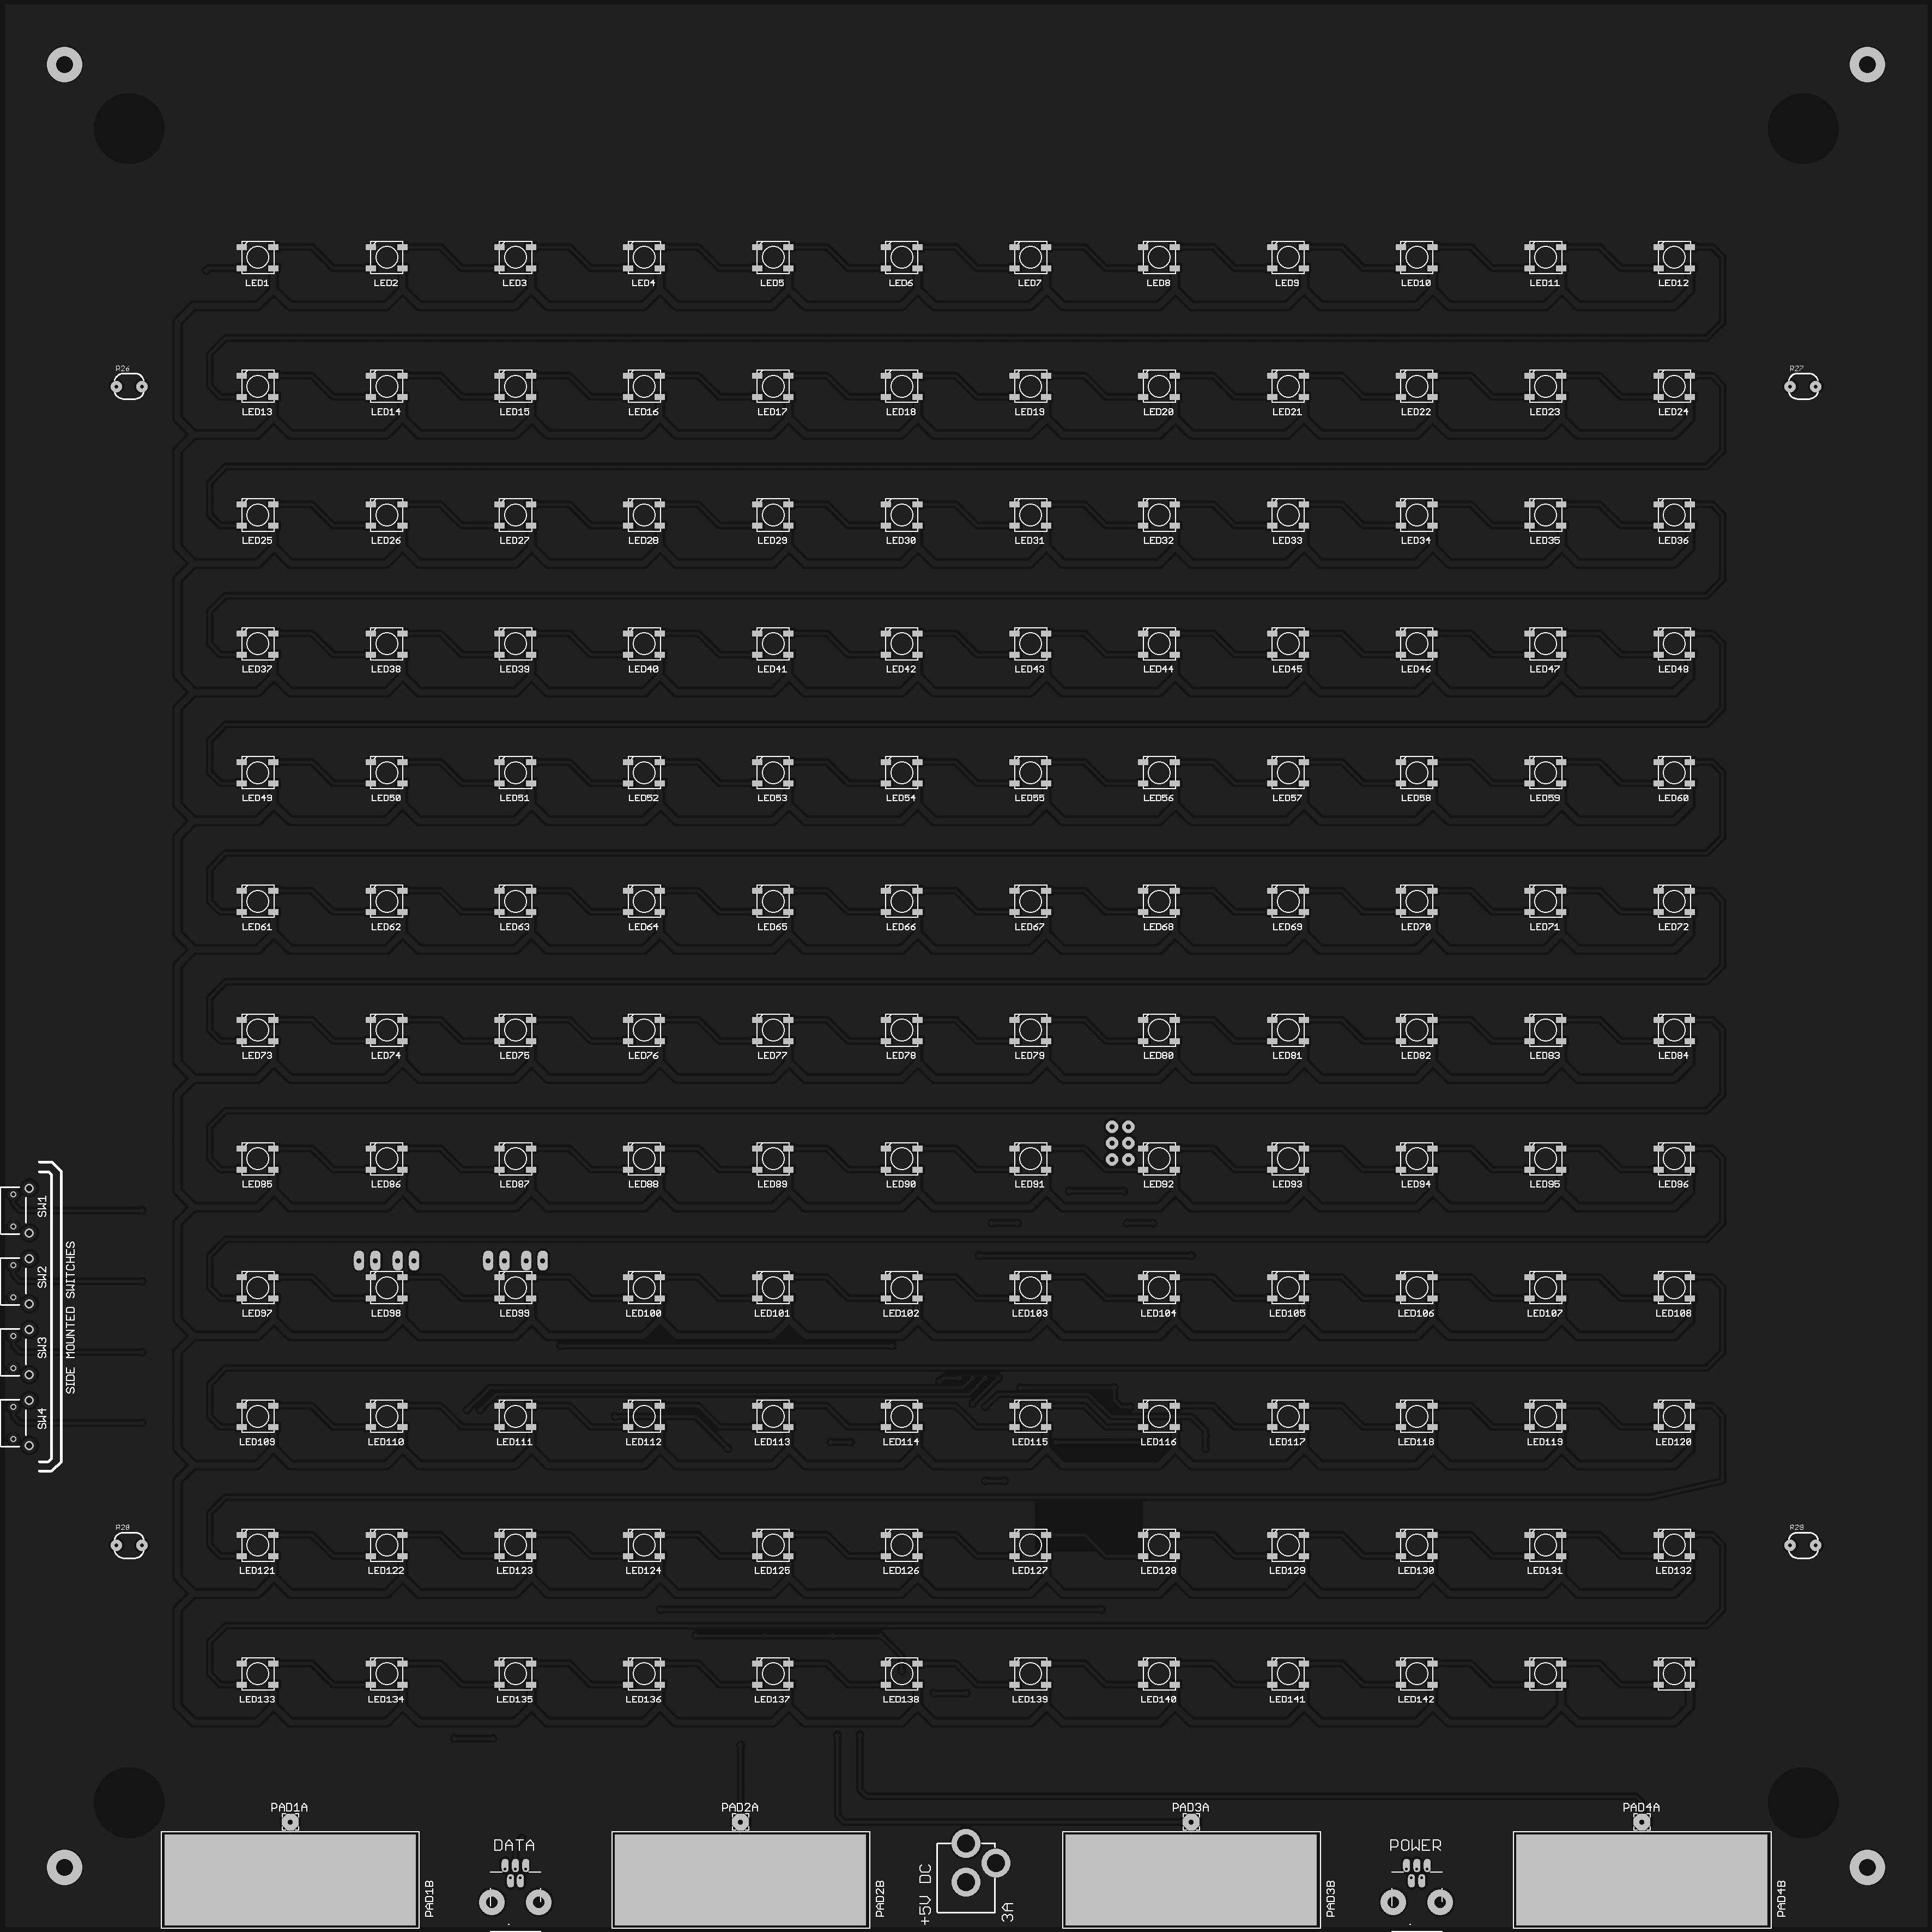 LED1 LED2 LED3 LED4 LED5 LED6 LED7 LED8 LED9 LED10 LED11 LED12
R26 R27
LED13 LED14 LED15 LED16 LED17 LED18 LED19 LED20 LED21 LED22 LED23 LED24
LED25 LED26 LED27 LED28 LED29 LED30 LED31 LED32 LED33 LED34 LED35 LED36
LED37 LED38 LED39 LED40 LED41 LED42 LED43 LED44 LED45 LED46 LED47 LED48
LED49 LED50 LED51 LED52 LED53 LED54 LED55 LED56 LED57 LED58 LED59 LED60
LED61 LED62 LED63 LED64 LED65 LED66 LED67 LED68 LED69 LED70 LED71 LED72
LED73 LED74 LED75 LED76 LED77 LED78 LED79 LED80 LED81 LED82 LED83 LED84
LED85 LED86 LED87 LED88 LED89 LED90 LED91 LED92 LED93 LED94 LED95 LED96
SW1
SW2
SW3
SW4
SIDE MOUNTED SWITCHES
LED97 LED98 LED99 LED100 LED101 LED102 LED103 LED104 LED105 LED106 LED107 LED108
LED109 LED110 LED111 LED112 LED113 LED114 LED115 LED116 LED117 LED118 LED119 LED120
R28 R29
LED121 LED122 LED123 LED124 LED125 LED126 LED127 LED128 LED129 LED130 LED131 LED132
LED133 LED134 LED135 LED136 LED137 LED138 LED139 LED140 LED141 LED142
PAD1A PAD2A PAD3A PAD4A
DATA POWER
PAD1B
PAD2B
+5V DC
3A
PAD3B
PAD4B